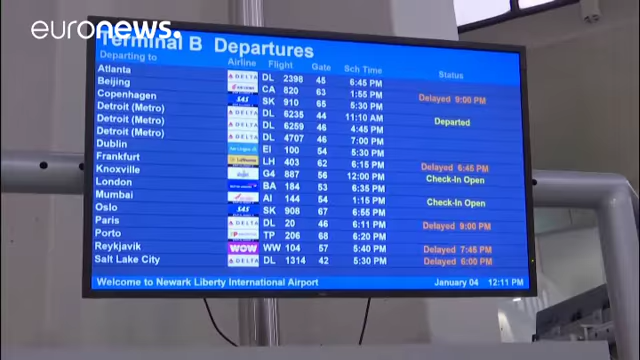 euronews.
Terminal B Departures
Departing to Airline Flight Gate Sch Time Status
Atlanta DELTA DL 2398 45 6:45 PM
Beijing CA 820 63 1:55 PM Delayed 9:00 PM
Copenhagen SAS SK 910 65 5:30 PM
Detroit (Metro) DELTA DL 6235 44 11:10 AM Departed
Detroit (Metro) DELTA DL 6259 46 4:45 PM
Detroit (Metro) DELTA DL 4707 46 7:00 PM
Dublin EI 100 54 5:30 PM
Frankfurt Lufthansa LH 403 62 6:15 PM Delayed 6:45 PM
Knoxville G4 887 56 12:00 PM Check-In Open
London BA 184 53 6:35 PM
Mumbai AI 144 54 1:15 PM Check-In Open
Oslo SAS SK 908 67 6:55 PM
Paris DELTA DL 20 46 6:11 PM Delayed 9:00 PM
Porto TP 206 68 6:20 PM
Reykjavik WOW WW 104 57 5:40 PM Delayed 7:45 PM
Salt Lake City DELTA DL 1314 42 5:30 PM Delayed 6:00 PM
Welcome to Newark Liberty International Airport January 04 12:11 PM